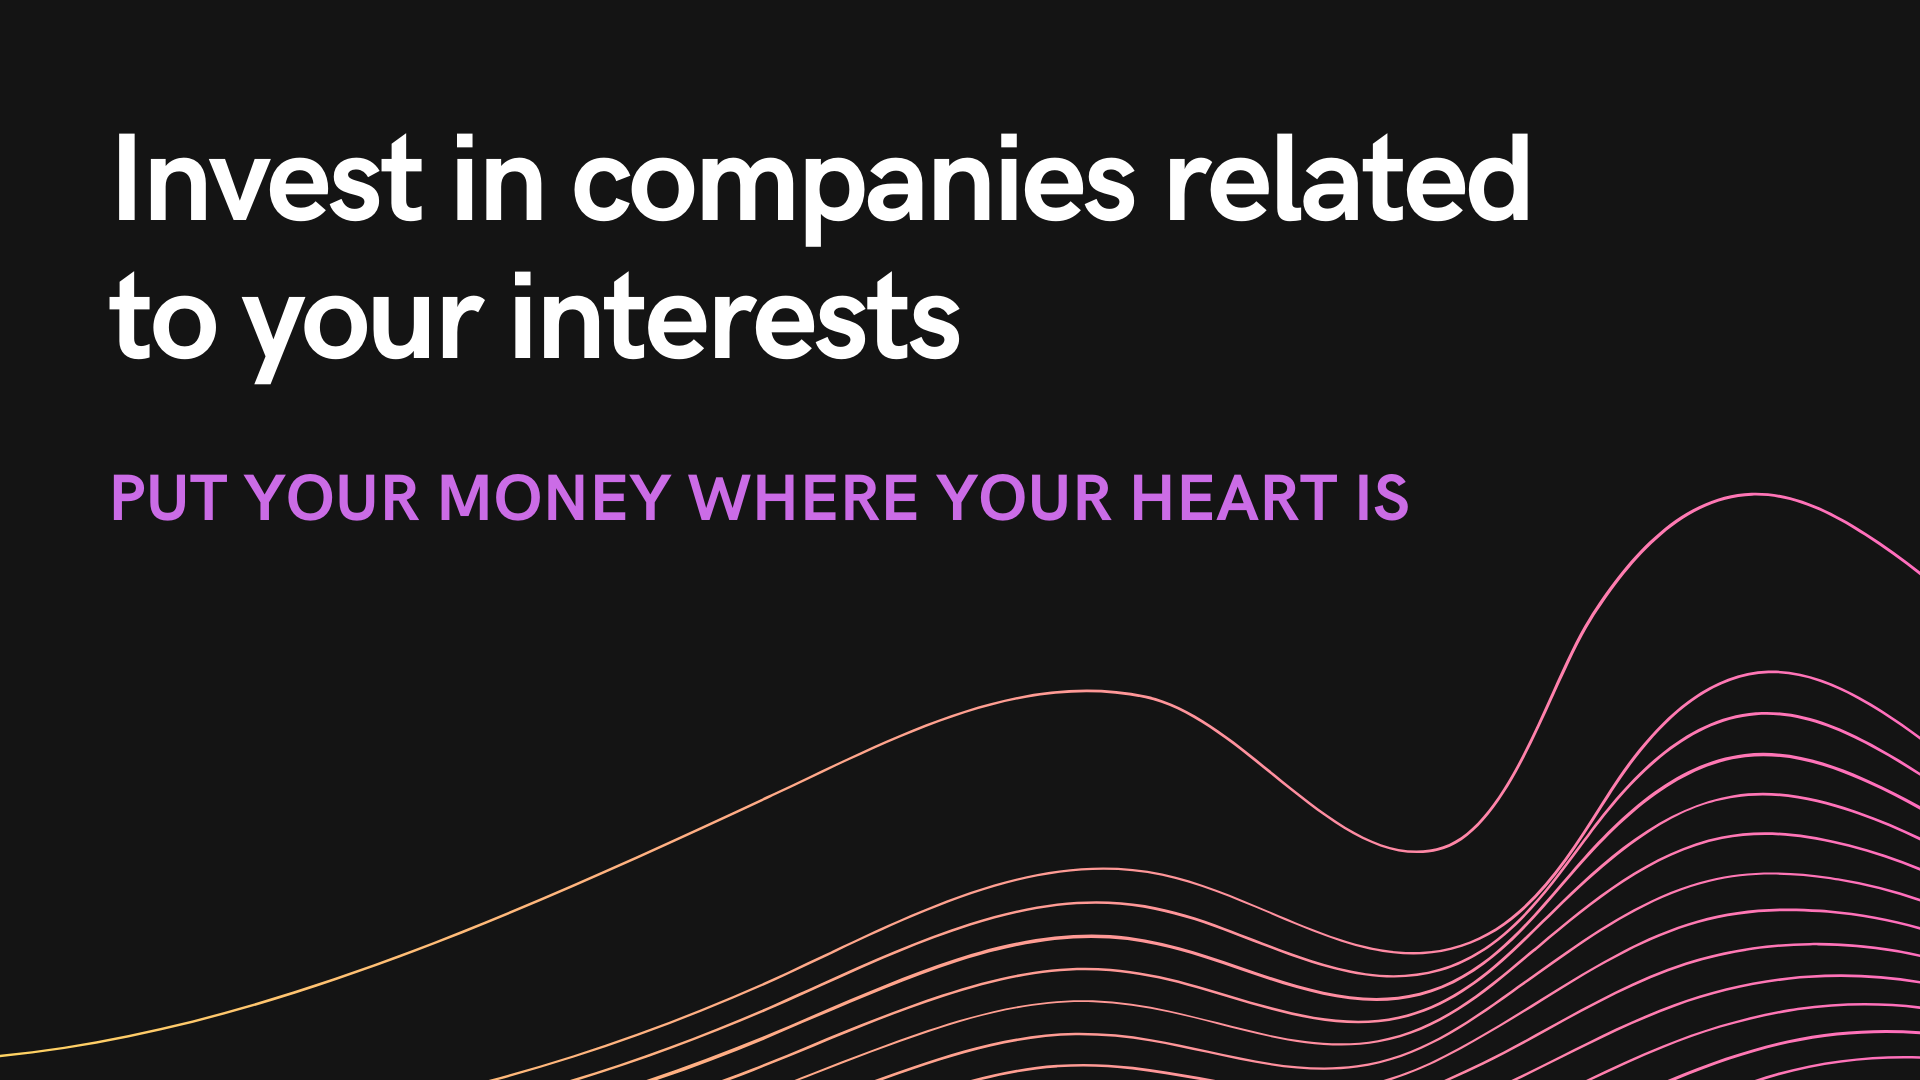 Invest in companies related
to your interests
PUT YOUR MONEY WHERE YOUR HEART IS